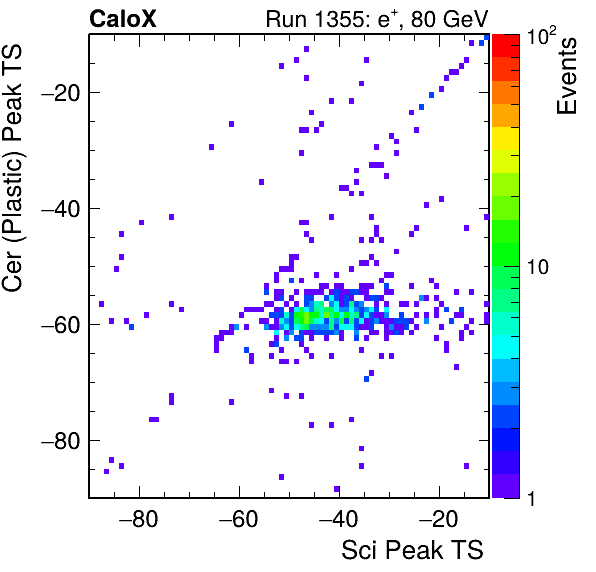 CaloX
Run 1355: e⁺, 80 GeV
Cer (Plastic) Peak TS
−20
−40
−60
−80
−80
−60
−40
−20
Sci Peak TS
10²
10
1
Events